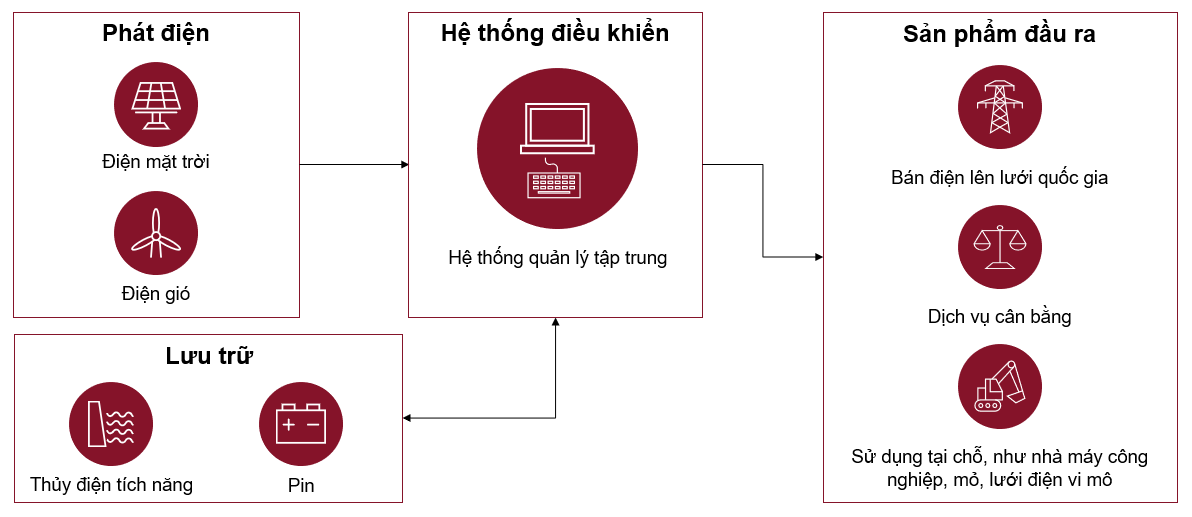 Phát điện
Điện mặt trời
Điện gió
Lưu trữ
Thủy điện tích năng
Pin
Hệ thống điều khiển
Hệ thống quản lý tập trung
Sản phẩm đầu ra
Bán điện lên lưới quốc gia
Dịch vụ cân bằng
Sử dụng tại chỗ, như nhà máy công
nghiệp, mỏ, lưới điện vi mô